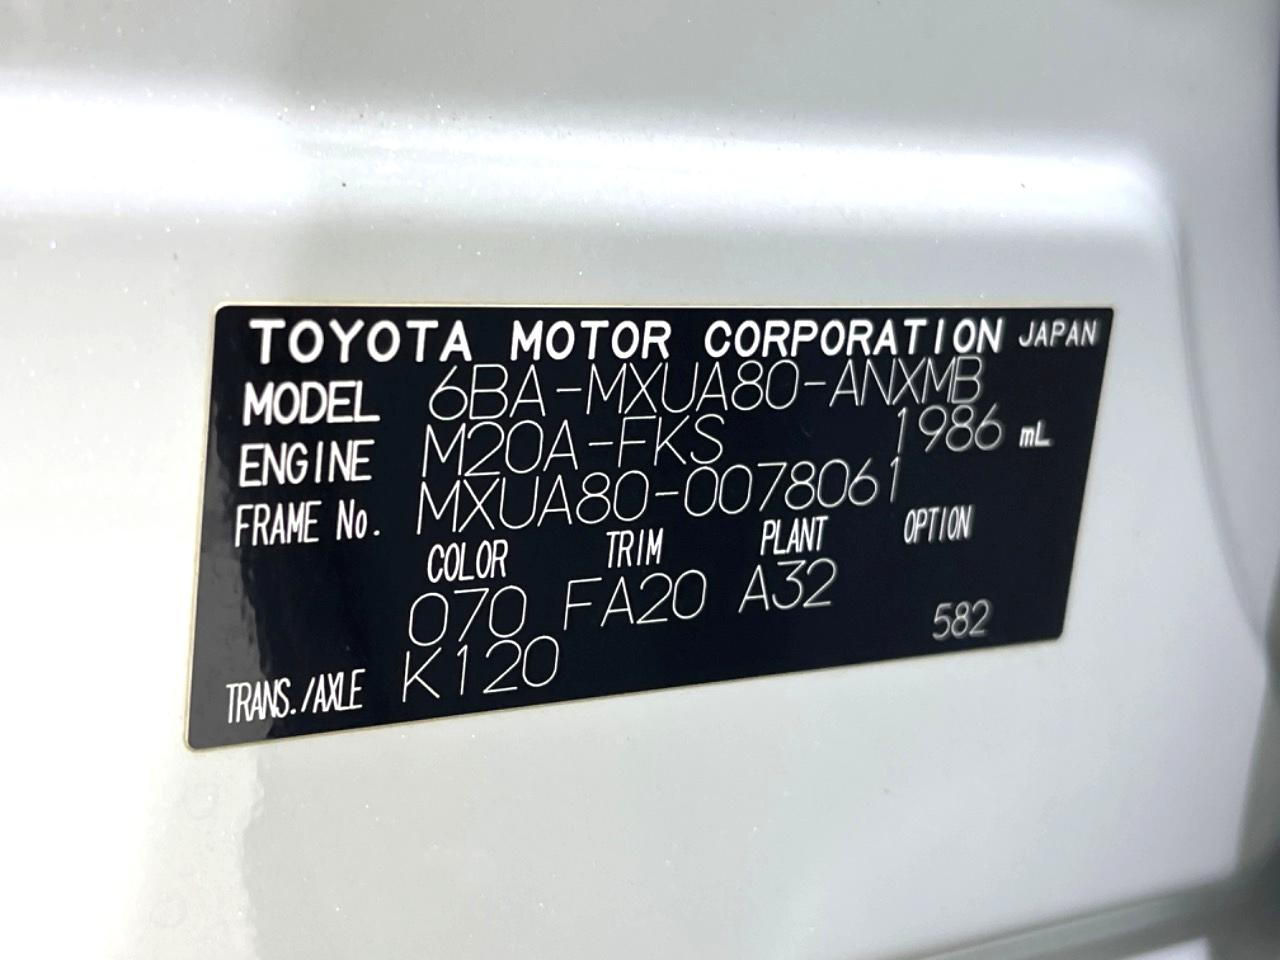 TOYOTA MOTOR CORPORATION JAPAN
MODEL 6BA-MXUA80-ANXMB
ENGINE M20A-FKS 1986 mL
FRAME No. MXUA80-0078061
COLOR TRIM PLANT OPTION
070 FA20 A32
582
TRANS./AXLE K120